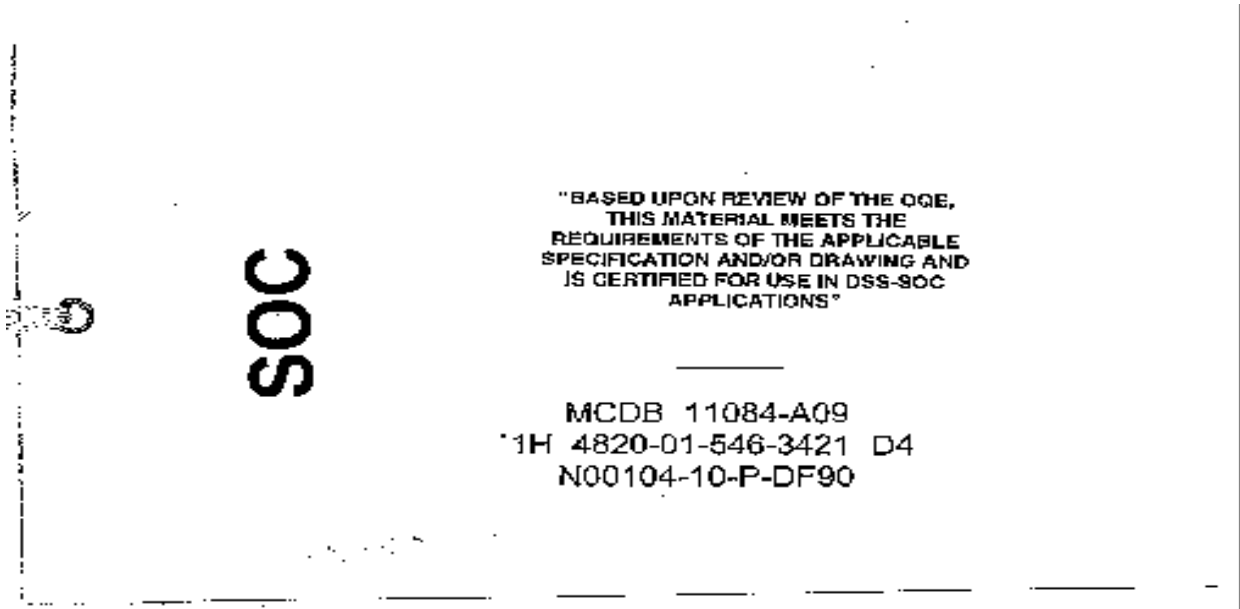 SOC
"BASED UPON REVIEW OF THE OQE,
THIS MATERIAL MEETS THE
REQUIREMENTS OF THE APPLICABLE
SPECIFICATION AND/OR DRAWING AND
IS CERTIFIED FOR USE IN DSS-SOC
APPLICATIONS"
MCDB 11084-A09
1H 4820-01-546-3421 D4
N00104-10-P-DF90